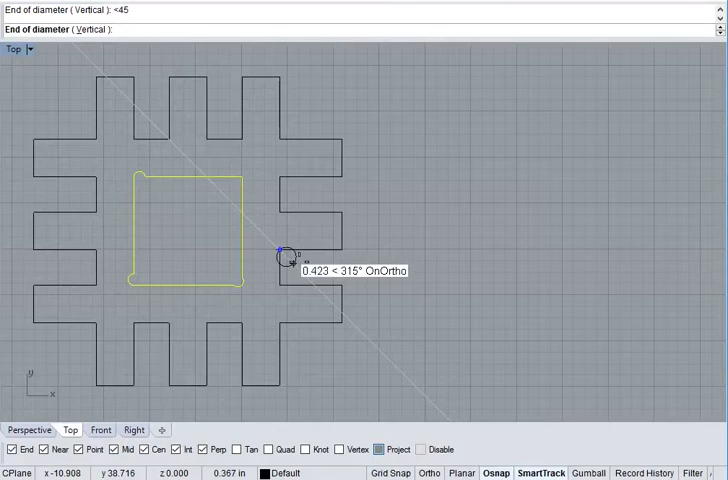 End of diameter ( Vertical ): <45
End of diameter ( Vertical ):
Top
D
0.423 < 315° OnOrtho
y
x
Perspective Top Front Right
End Near Point Mid Cen Int Perp Tan Quad Knot Vertex Project Disable
CPlane x -10.908 y 38.716 z 0.000 0.367 in Default Grid Snap Ortho Planar Osnap SmartTrack Gumball Record History Filter